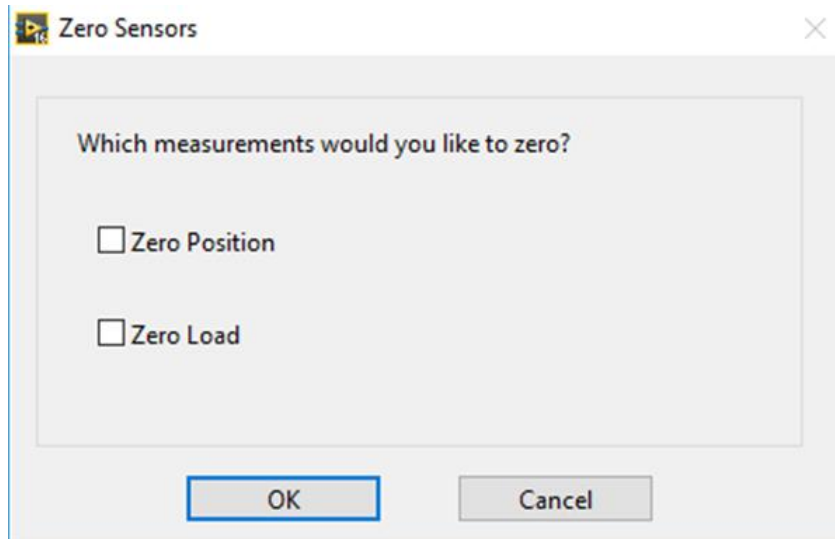 Zero Sensors
Which measurements would you like to zero?
Zero Position
Zero Load
OK
Cancel